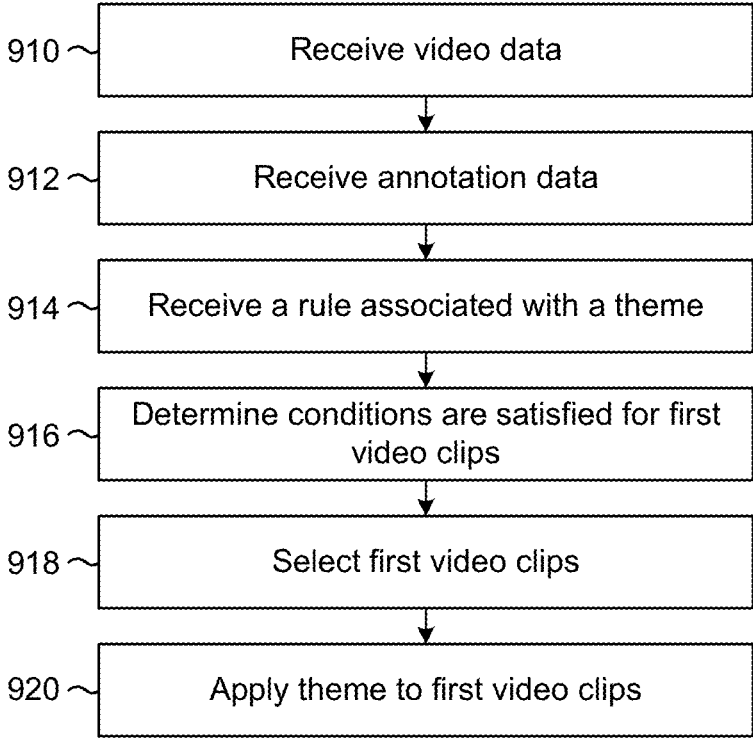 910 Receive video data
912 Receive annotation data
914 Receive a rule associated with a theme
916 Determine conditions are satisfied for first
video clips
918 Select first video clips
920 Apply theme to first video clips